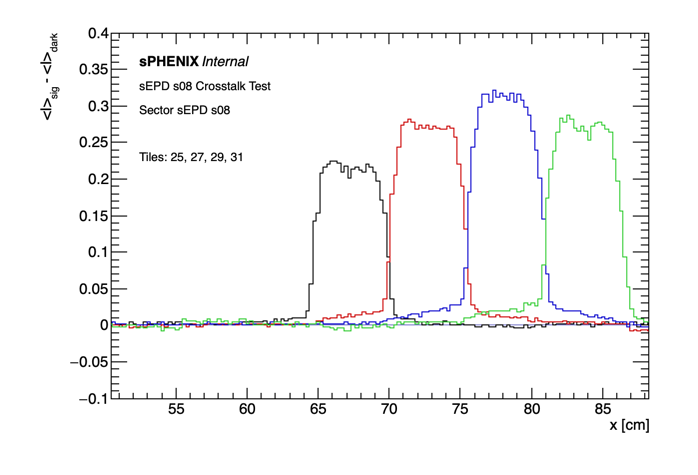 <I>sig - <I>dark
0.4
0.35
0.3
0.25
0.2
0.15
0.1
0.05
0
−0.05
−0.1
sPHENIX Internal
sEPD s08 Crosstalk Test
Sector sEPD s08
Tiles: 25, 27, 29, 31
55 60 65 70 75 80 85
x [cm]